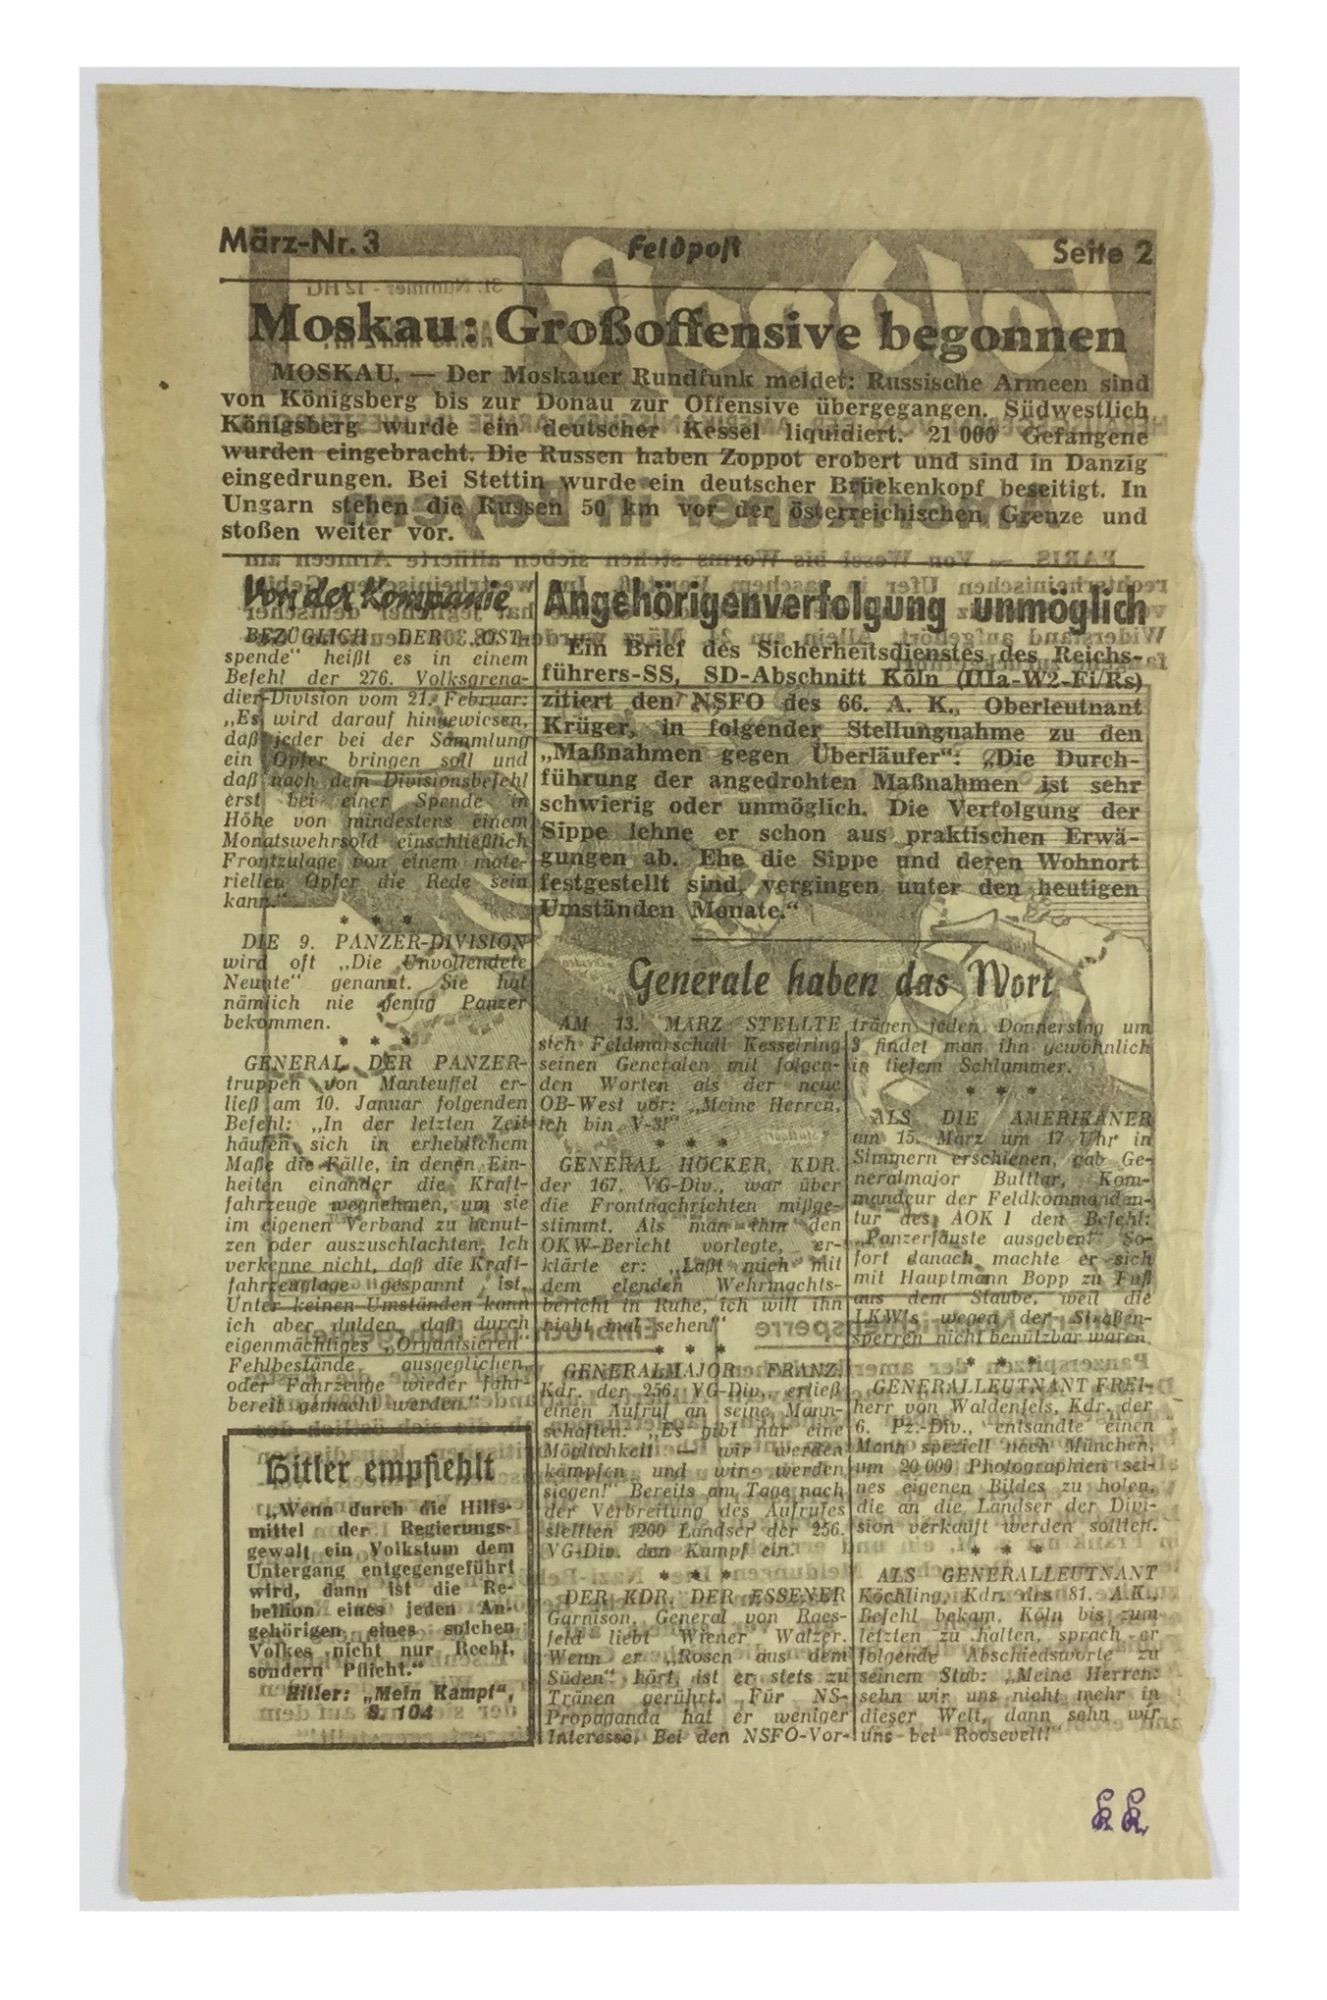 März-Nr. 3
Feldpost
Seite 2
Moskau: Großoffensive begonnen
MOSKAU. — Der Moskauer Rundfunk meldet: Russische Armeen sind
von Königsberg bis zur Donau zur Offensive übergegangen. Südwestlich
Königsberg wurde ein deutscher Kessel liquidiert. 21 000 Gefangene
wurden eingebracht. Die Russen haben Zoppot erobert und sind in Danzig
eingedrungen. Bei Stettin wurde ein deutscher Brückenkopf beseitigt. In
Ungarn stehen die Russen 50 km vor der österreichischen Grenze und
stoßen weiter vor.
Von der Kompanie
BEZÜGLICH DER „OST-
spende" heißt es in einem
Befehl der 276. Volksgrena-
dier-Division vom 21. Februar:
„Es wird darauf hingewiesen,
daß jeder bei der Sammlung
ein Opfer bringen soll und
daß nach dem Divisionsbefehl
erst bei einer Spende in
Höhe von mindestens einem
Monatswehrsold einschließlich
Frontzulage von einem mate-
riellen Opfer die Rede sein
kann."
* * *
DIE 9. PANZER-DIVISION
wird oft „Die Unvollendete
Neunte" genannt. Sie hat
nämlich nie genug Panzer
bekommen.
* * *
GENERAL DER PANZER-
truppen von Manteuffel er-
ließ am 10. Januar folgenden
Befehl: „In der letzten Zeit
häufen sich in erheblichem
Maße die Fälle, in denen Ein-
heiten einander die Kraft-
fahrzeuge wegnehmen, um sie
im eigenen Verband zu benut-
zen oder auszuschlachten. Ich
verkenne nicht, daß die Kraft-
fahrzeuglage gespannt ist.
Unter keinen Umständen kann
ich aber dulden, daß durch
eigenmächtiges „Organisieren"
Fehlbestände ausgeglichen
oder Fahrzeuge wieder fahr-
bereit gemacht werden."
Hitler empfiehlt
„Wenn durch die Hilfs-
mittel der Regierungs-
gewalt ein Volkstum dem
Untergang entgegengeführt
wird, dann ist die Re-
bellion eines jeden An-
gehörigen eines solchen
Volkes nicht nur Recht,
sondern Pflicht."
Hitler: „Mein Kampf",
S. 104
Angehörigenverfolgung unmöglich
Ein Brief des Sicherheitsdienstes des Reichs-
führers-SS, SD-Abschnitt Köln (IIIa-W2-Fi/Rs)
zitiert den NSFO des 66. A. K., Oberleutnant
Krüger, in folgender Stellungnahme zu den
„Maßnahmen gegen Überläufer": „Die Durch-
führung der angedrohten Maßnahmen ist sehr
schwierig oder unmöglich. Die Verfolgung der
Sippe lehne er schon aus praktischen Erwä-
gungen ab. Ehe die Sippe und deren Wohnort
festgestellt sind, vergingen unter den heutigen
Umständen Monate."
Generale haben das Wort
AM 13. MÄRZ STELLTE
sich Feldmarschall Kesselring
seinen Generalen mit folgen-
den Worten als der neue
OB-West vor: „Meine Herren,
ich bin V-3!"
* * *
GENERAL HÖCKER, KDR.
der 167. VG-Div., war über
die Frontnachrichten mißge-
stimmt. Als man ihm den
OKW-Bericht vorlegte, er-
klärte er: „Laßt mich mit
dem elenden Wehrmachts-
bericht in Ruhe, ich will ihn
nicht mal sehen!"
* * *
GENERALMAJOR FRANZ,
Kdr. der 256. VG-Div., erließ
einen Aufruf an seine Mann-
schaften: „Es gibt nur eine
Möglichkeit — wir werden
kämpfen und wir werden
siegen!" Bereits am Tage nach
der Verbreitung des Aufrufes
stellten 1200 Landser der 256.
VG-Div. den Kampf ein.
* * *
DER KDR. DER ESSENER
Garnison, General von Raes-
feld liebt Wiener Walzer.
Wenn er „Rosen aus dem
Süden" hört, ist er stets zu
Tränen gerührt. Für NS-
Propaganda hat er weniger
Interesse. Bei den NSFO-Vor-
trägen jeden Donnerstag um
3 findet man ihn gewöhnlich
in tiefem Schlummer.
* * *
ALS DIE AMERIKANER
am 15. März um 17 Uhr in
Simmern erschienen, gab Ge-
neralmajor Buttlar, Kom-
mandeur der Feldkommandan-
tur des AOK 1 den Befehl:
„Panzerfäuste ausgeben!" So-
fort danach machte er sich
mit Hauptmann Bopp zu Fuß
aus dem Staube, weil die
LKW's wegen der Straßen-
sperren nicht benützbar waren.
* * *
GENERALLEUTNANT FREI-
herr von Waldenfels, Kdr. der
6. Pz.-Div., entsandte einen
Mann speziell nach München,
um 20 000 Photographien sei-
nes eigenen Bildes zu holen,
die an die Landser der Divi-
sion verkauft werden sollten.
* * *
ALS GENERALLEUTNANT
Köchling, Kdr. des 81. A.K.,
Befehl bekam, Köln bis zum
letzten zu halten, sprach er
folgende Abschiedsworte zu
seinem Stab: „Meine Herren:
sehn wir uns nicht mehr in
dieser Welt, dann sehn wir
uns bei Roosevelt!"